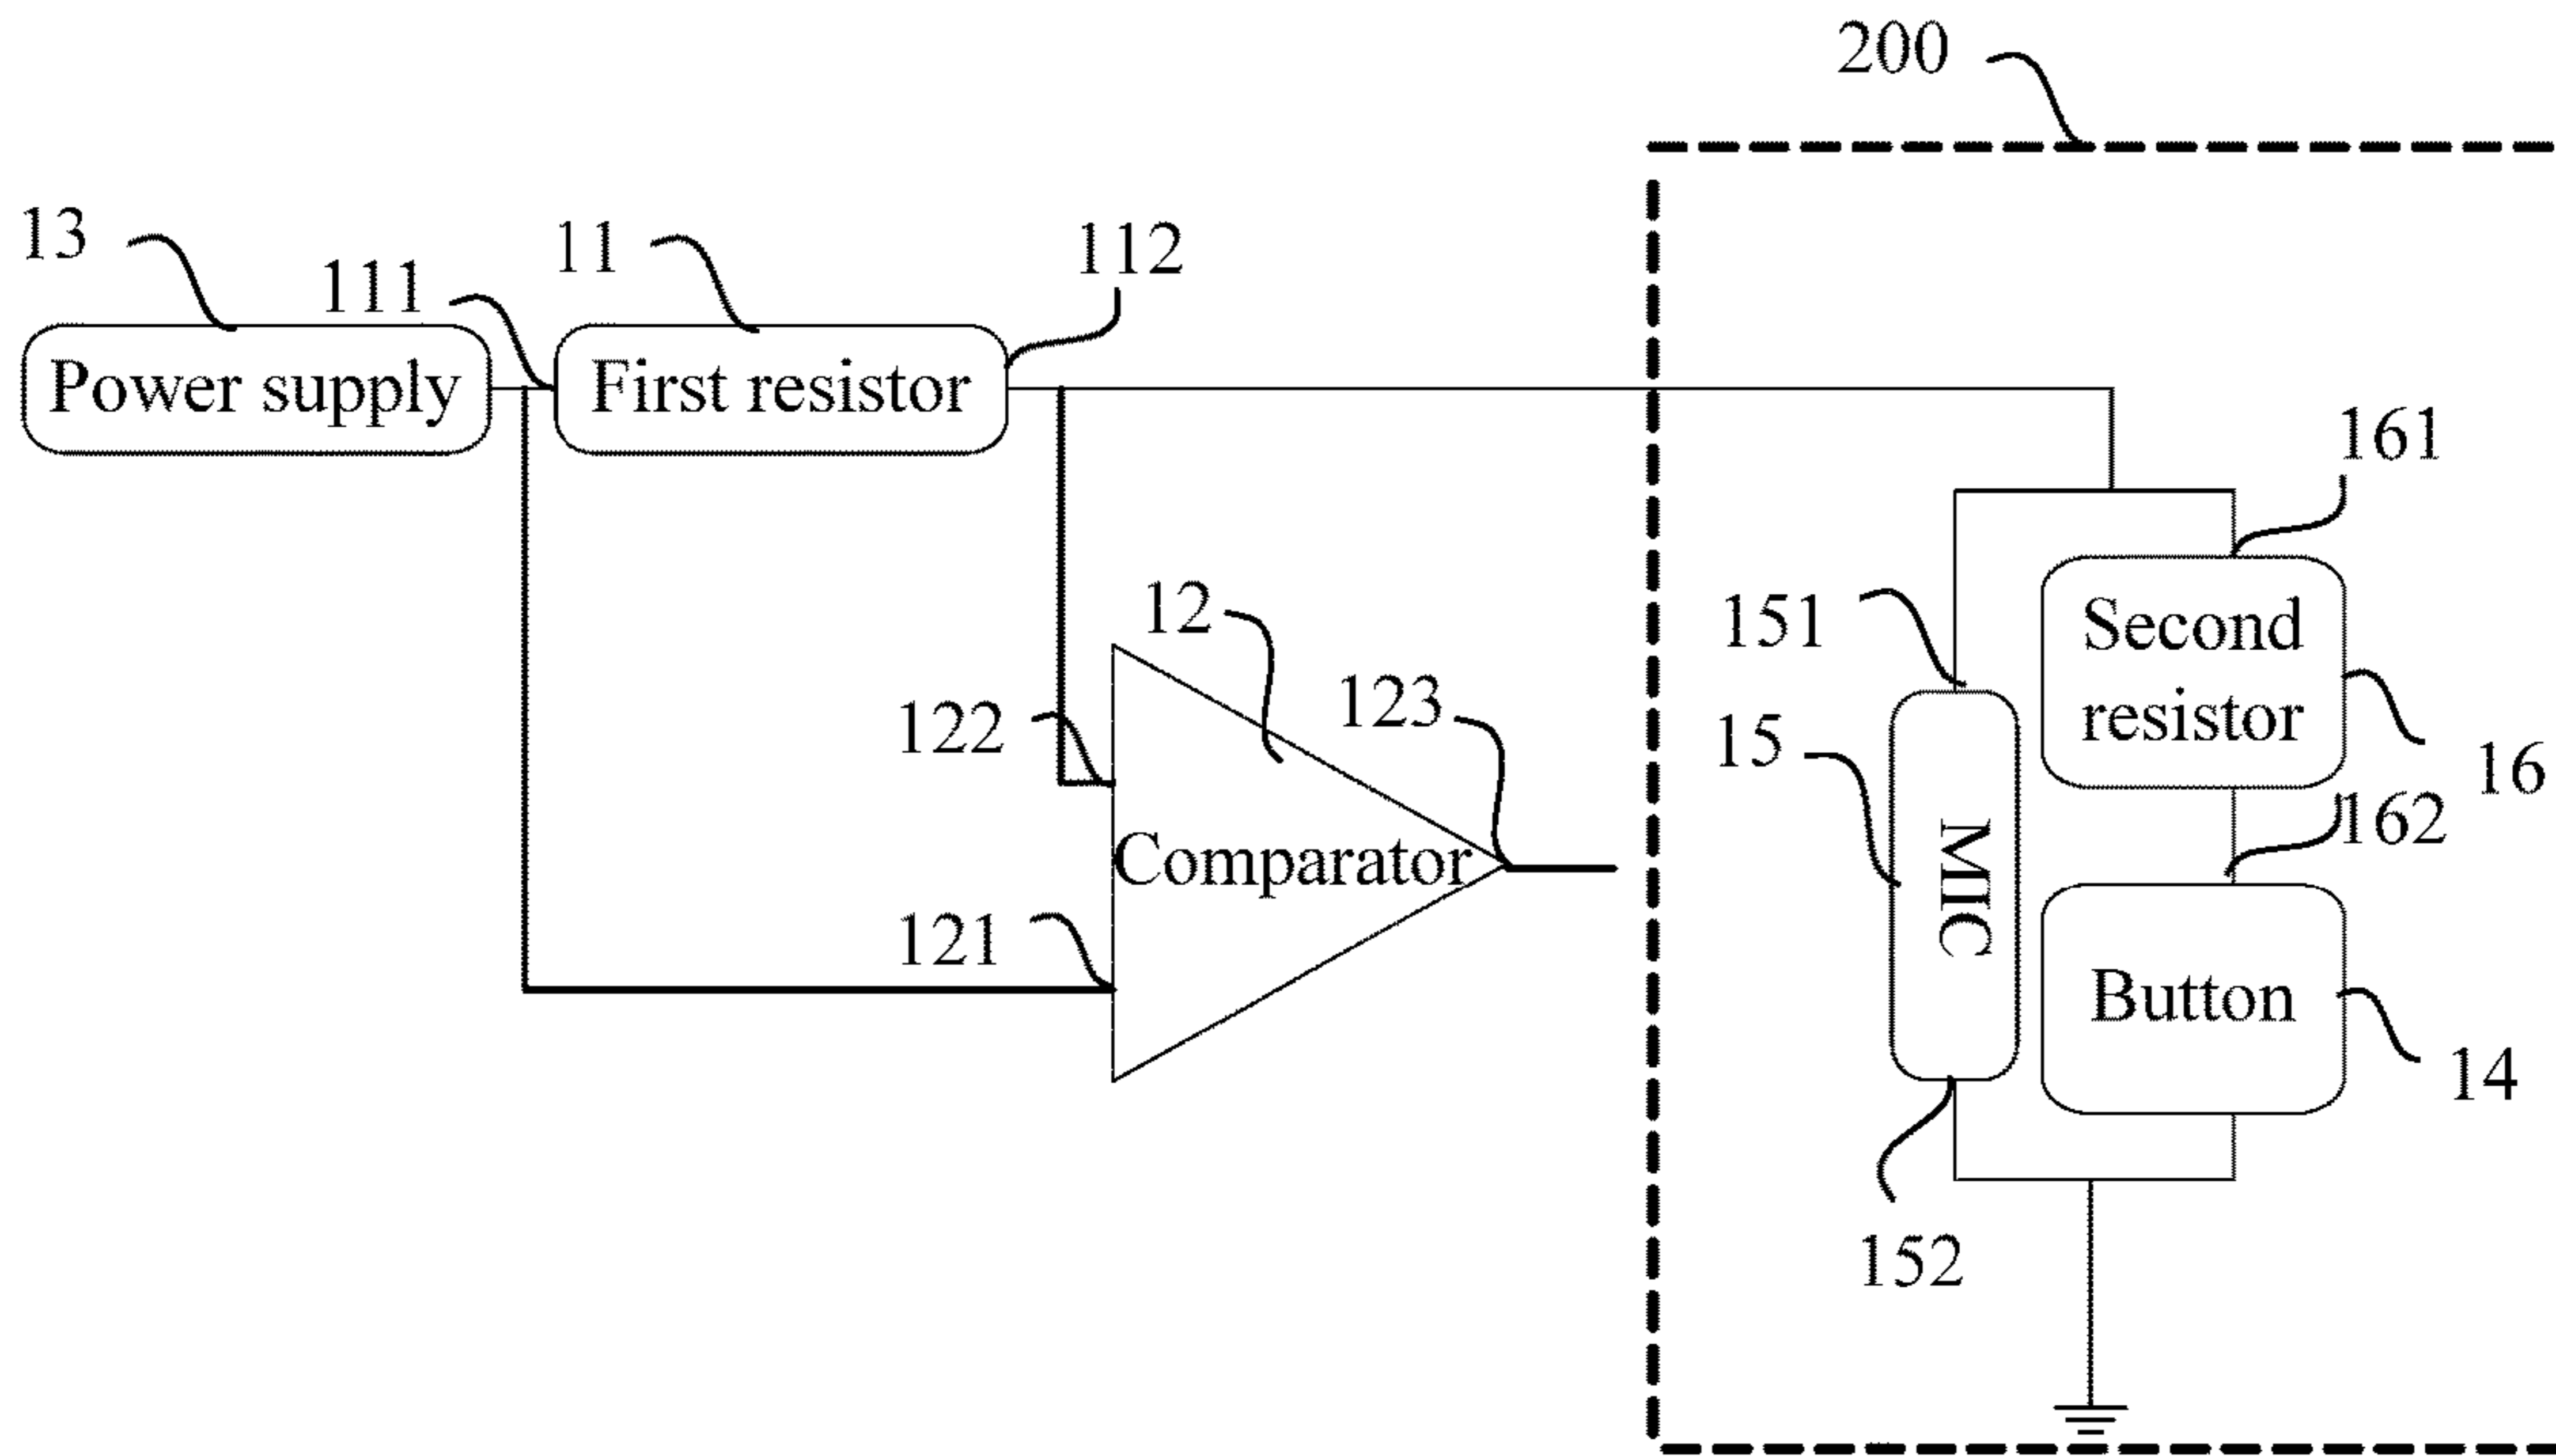 200
13
111
11
112
Power supply
First resistor
161
12
122
123
151
Second
resistor
15
16
162
Comparator
MIC
121
Button
14
152